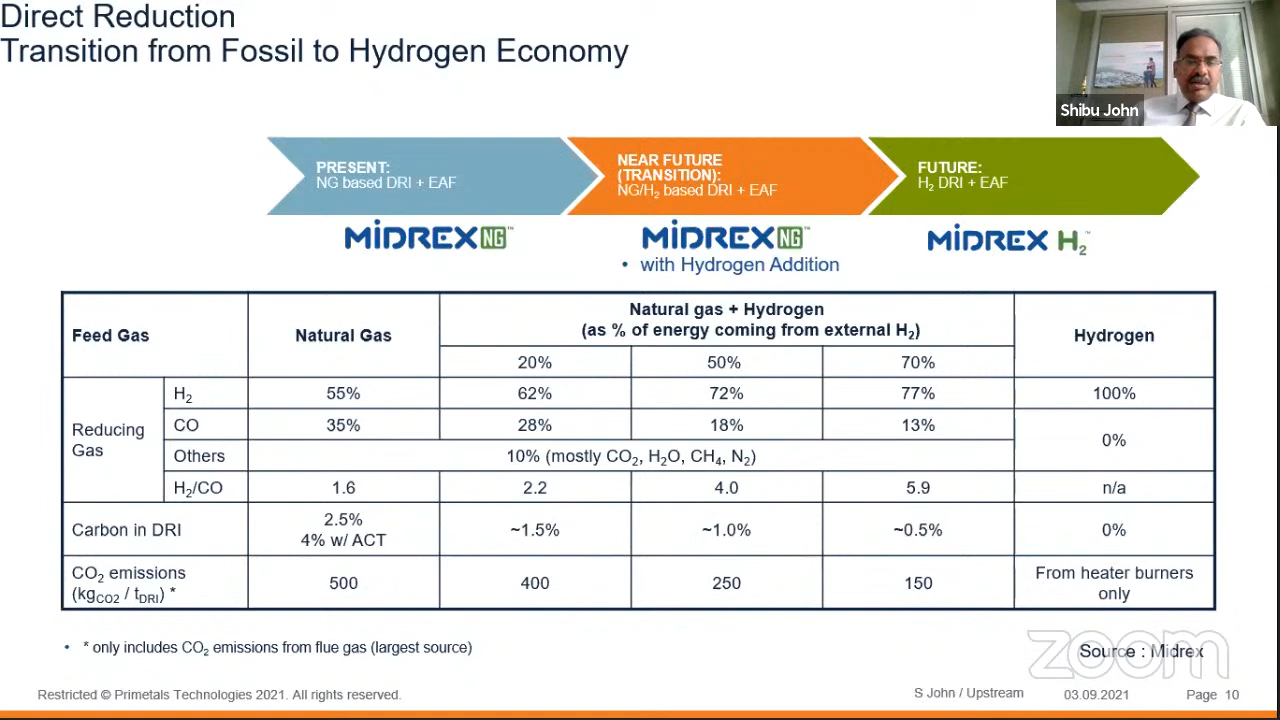 Direct Reduction
Transition from Fossil to Hydrogen Economy
Shibu John
PRESENT:
NG based DRI + EAF
NEAR FUTURE
(TRANSITION):
NG/H₂ based DRI + EAF
FUTURE:
H₂ DRI + EAF
MIDREX NG™
MIDREX NG™
• with Hydrogen Addition
MIDREX H₂™
Feed Gas
Natural Gas
Natural gas + Hydrogen
(as % of energy coming from external H₂)
Hydrogen
20% 50% 70%
Reducing
Gas
H₂ 55% 62% 72% 77% 100%
CO 35% 28% 18% 13% 0%
Others 10% (mostly CO₂, H₂O, CH₄, N₂)
H₂/CO 1.6 2.2 4.0 5.9 n/a
Carbon in DRI
2.5%
4% w/ ACT
~1.5% ~1.0% ~0.5% 0%
CO₂ emissions
(kgCO2 / tDRI) *
500 400 250 150
From heater burners
only
• * only includes CO₂ emissions from flue gas (largest source)
zoom
Source : Midrex
Restricted © Primetals Technologies 2021. All rights reserved.
S John / Upstream
03.09.2021
Page 10